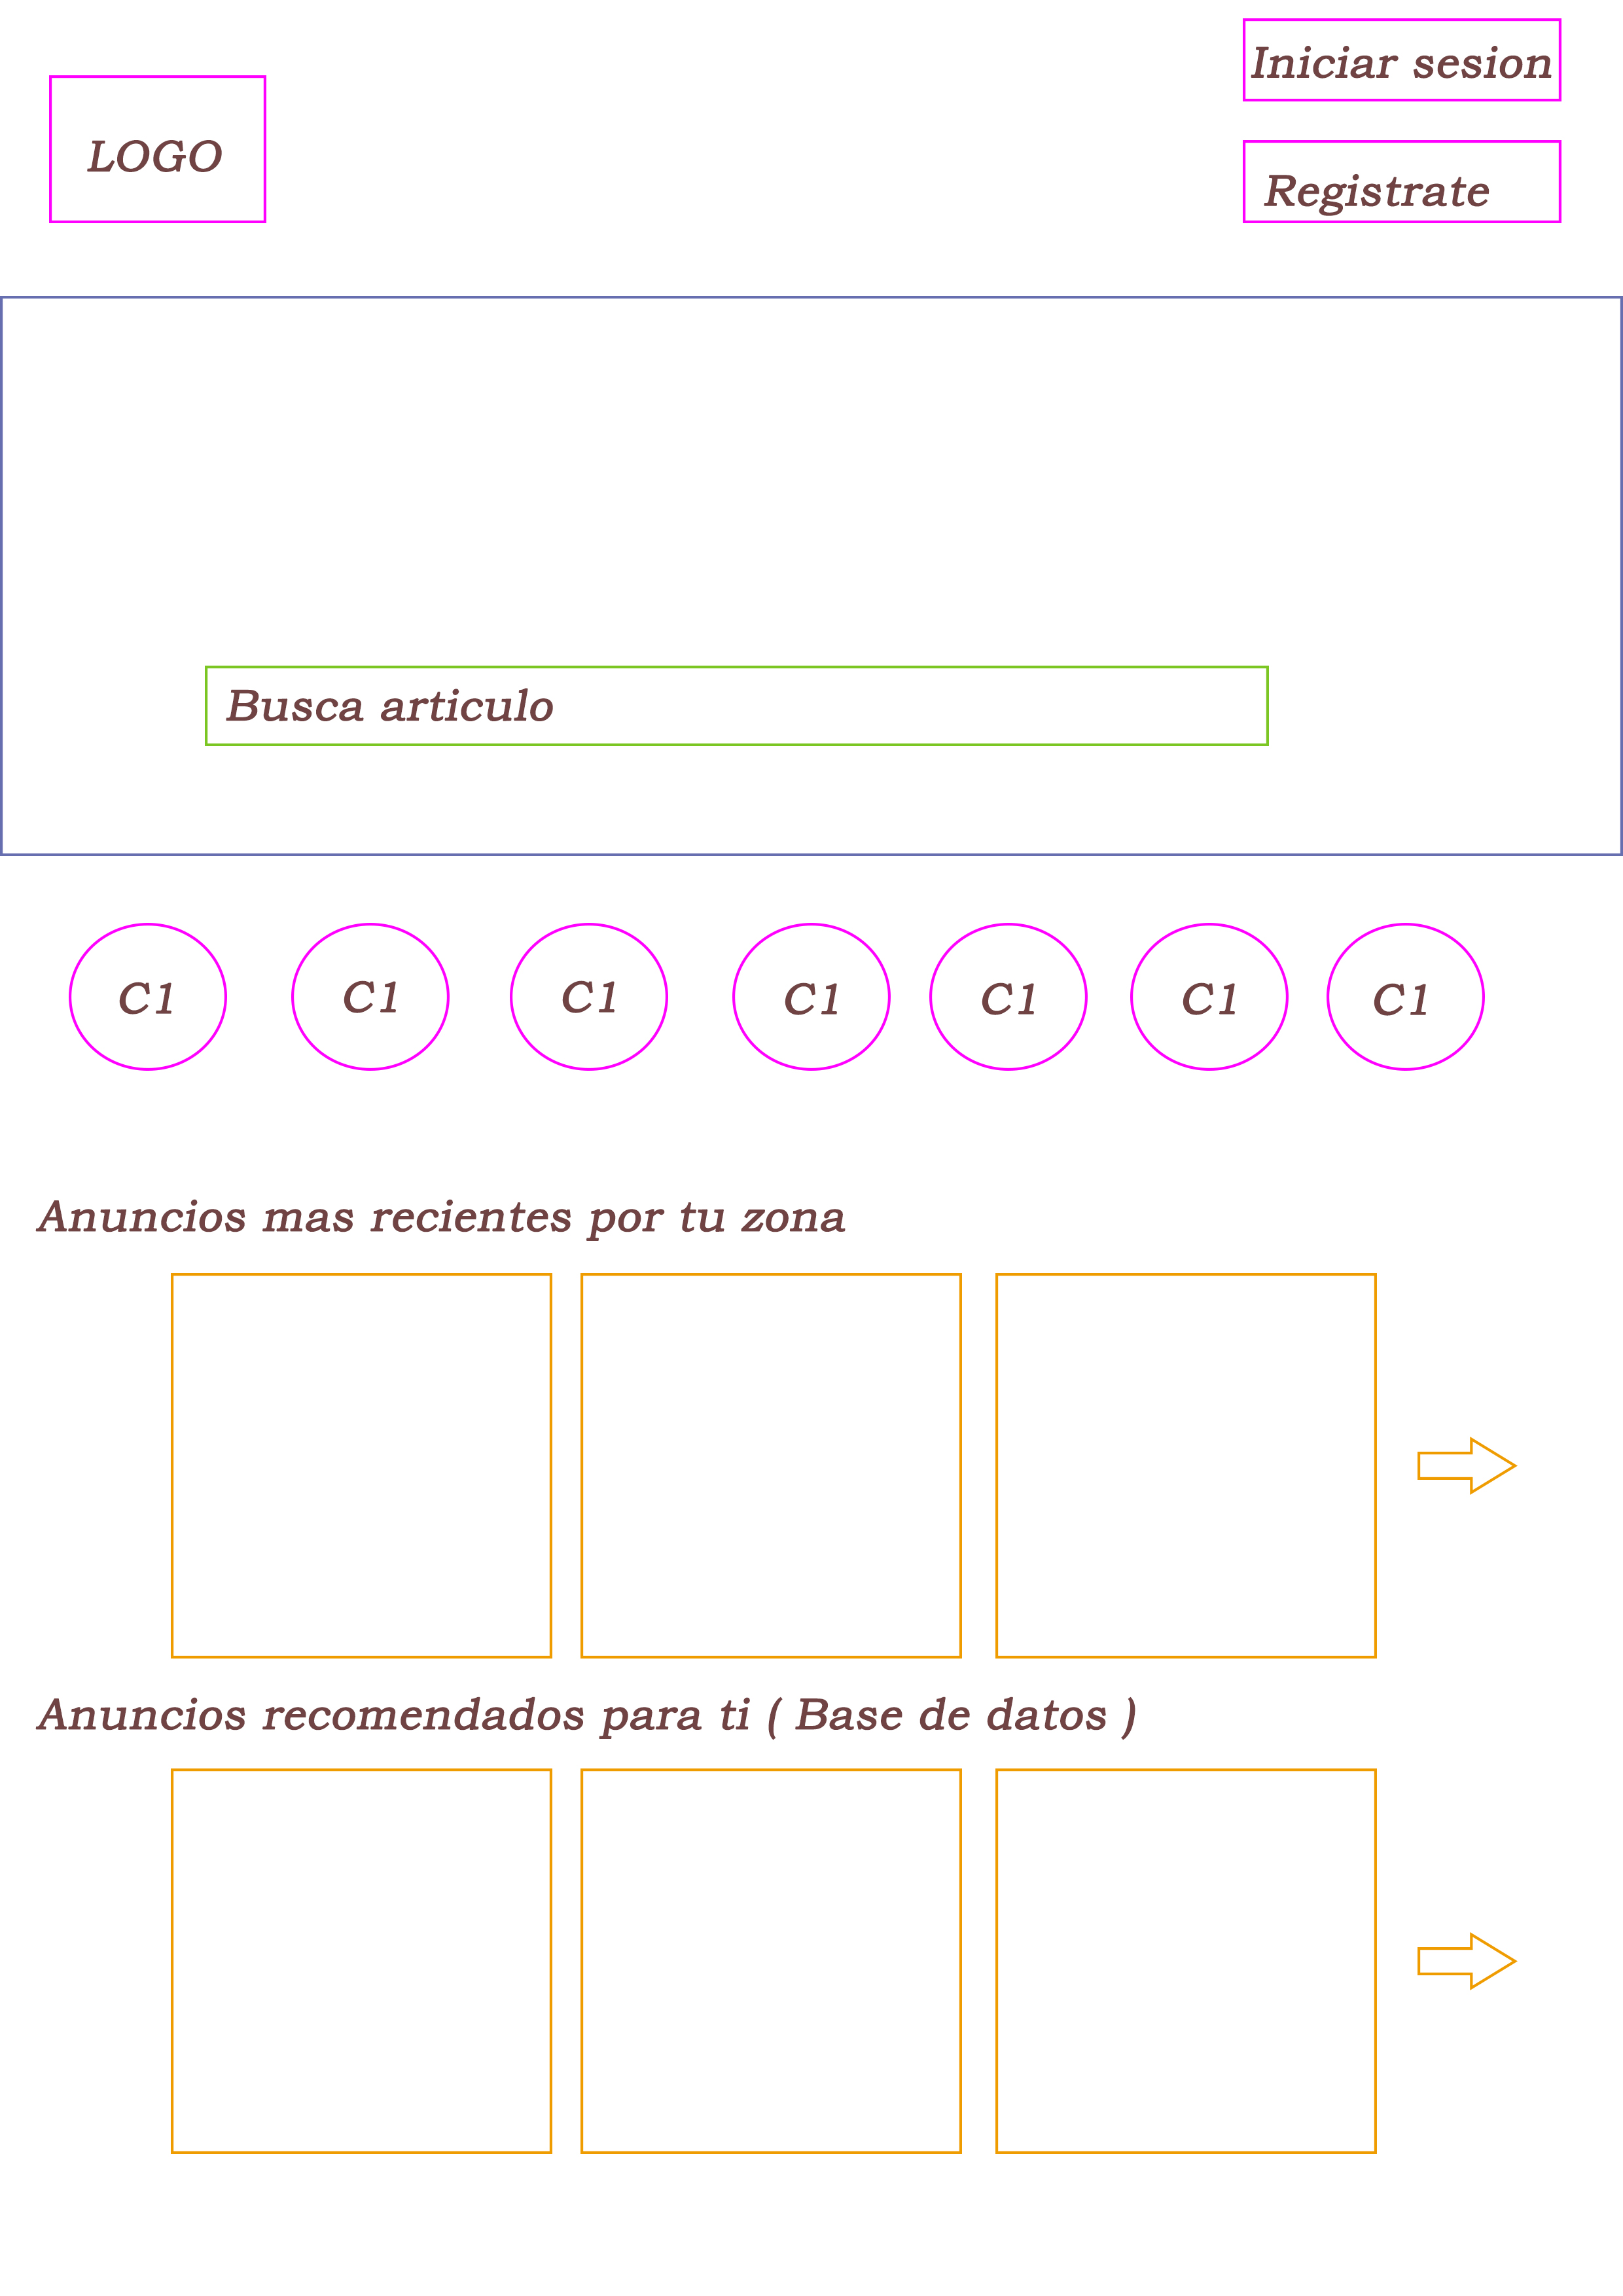 Iniciar sesion
LOGO
Registrate
Busca articulo
C1 C1 C1 C1 C1 C1 C1
Anuncios mas recientes por tu zona
Anuncios recomendados para ti ( Base de datos )